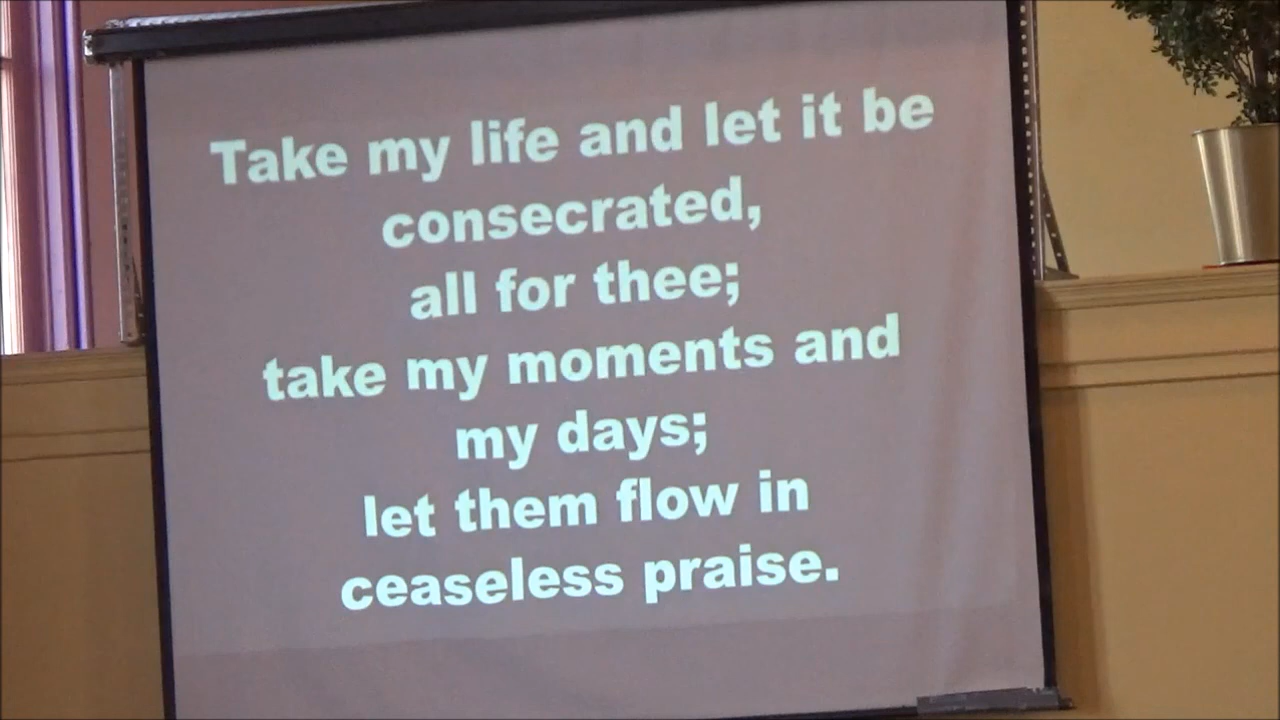 Take my life and let it be
consecrated,
all for thee;
take my moments and
my days;
let them flow in
ceaseless praise.